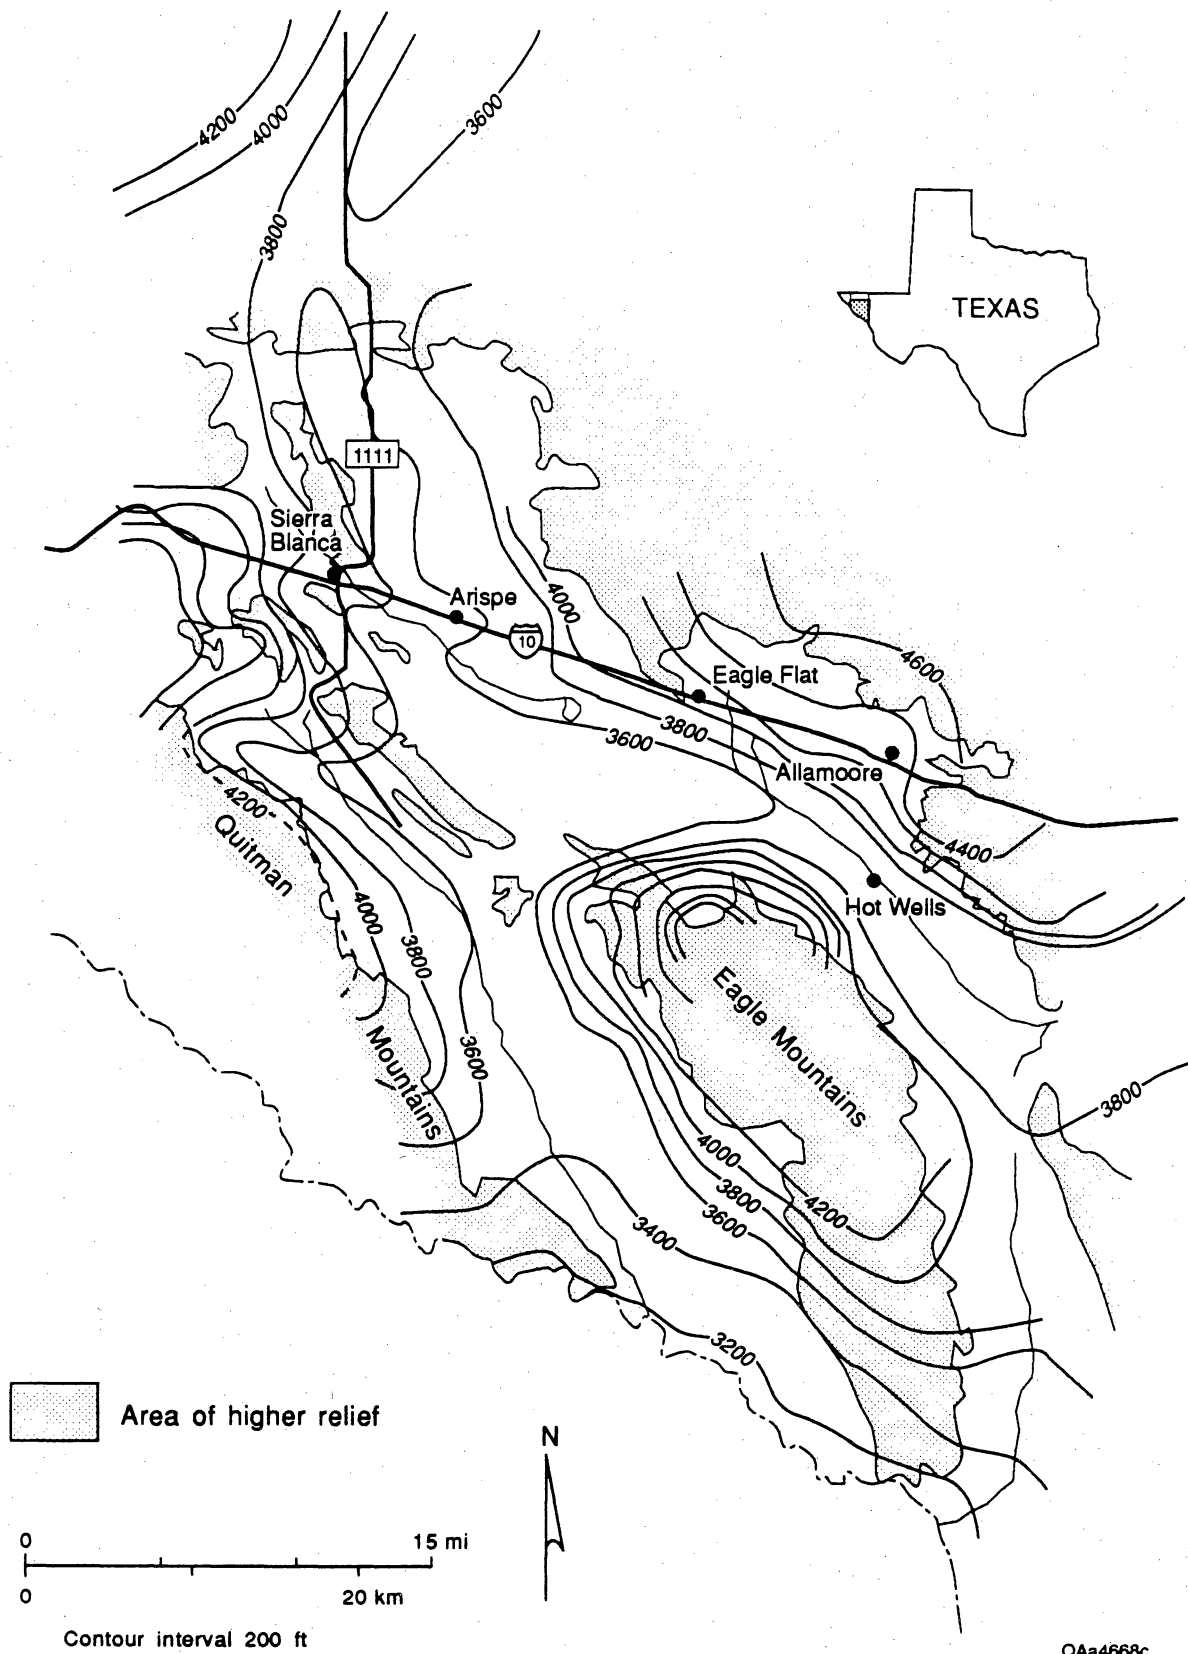 4200
4000
3600
3800
TEXAS
1111
Sierra
Blanca
Arispe
10
4000
Eagle Flat
4600
3800
3600
Allamoore
4200
Quitman
4400
4000
Hot Wells
3800
Eagle Mountains
3600
Mountains
3800
4000
3800
4200
3600
3400
3200
Area of higher relief
N
0 15 mi
0 20 km
Contour interval 200 ft
QAa4668c